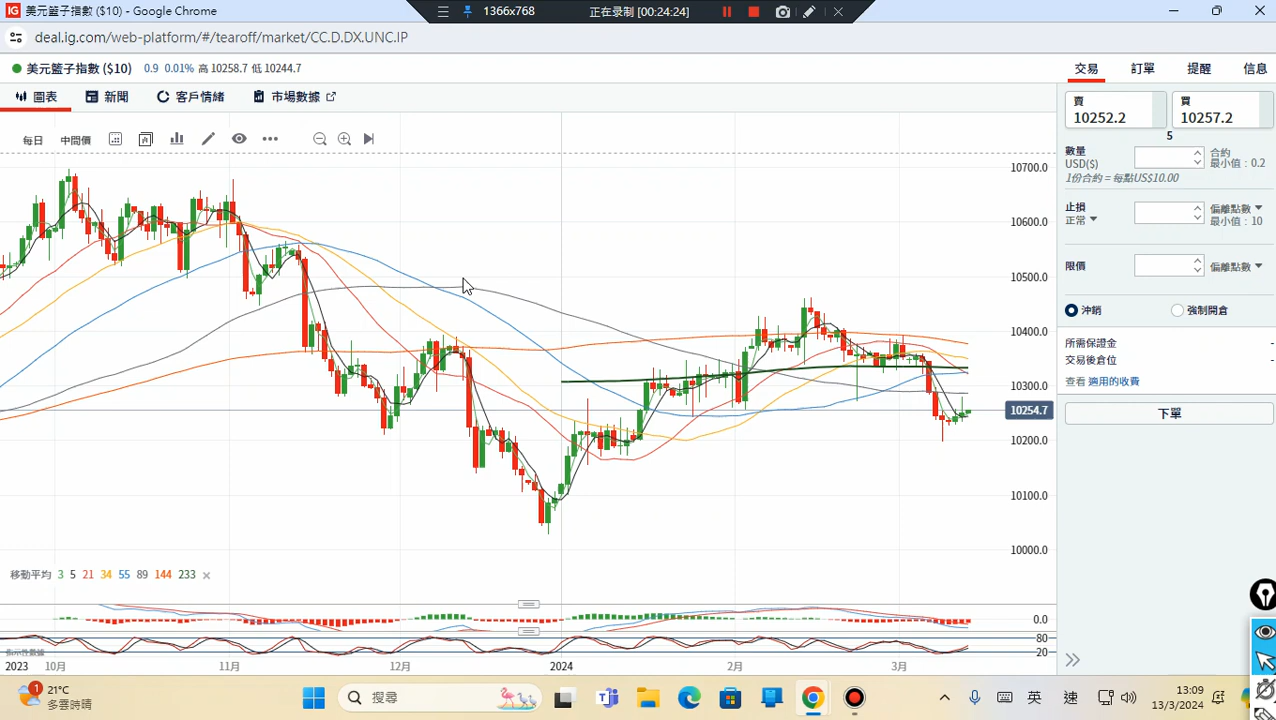 美元籃子指數 ($10) - Google Chrome
1366x768
正在录制 [00:24:24]
deal.ig.com/web-platform/#/tearoff/market/CC.D.DX.UNC.IP
美元籃子指數 ($10) 0.9 0.01% 高 10258.7 低 10244.7
交易 訂單 提醒 信息
圖表 新聞 客戶情緒 市場數據
賣 10252.2
買 10257.2
5
每日 中間價
數量 USD($)
合約 最小值 : 0.2
1份合約 = 每點US$10.00
止損 正常
偏離點數 最小值 : 10
限價
偏離點數
沖銷 強制開倉
所需保證金 -
交易後倉位 -
查看 適用的收費
下單
10700.0
10600.0
10500.0
10400.0
10300.0
10254.7
10200.0
10100.0
10000.0
移動平均 3 5 21 34 55 89 144 233
0.0
80
20
2023 10月 11月 12月 2024 2月 3月
1
21°C
多雲時晴
搜尋
英 速
13:09
13/3/2024